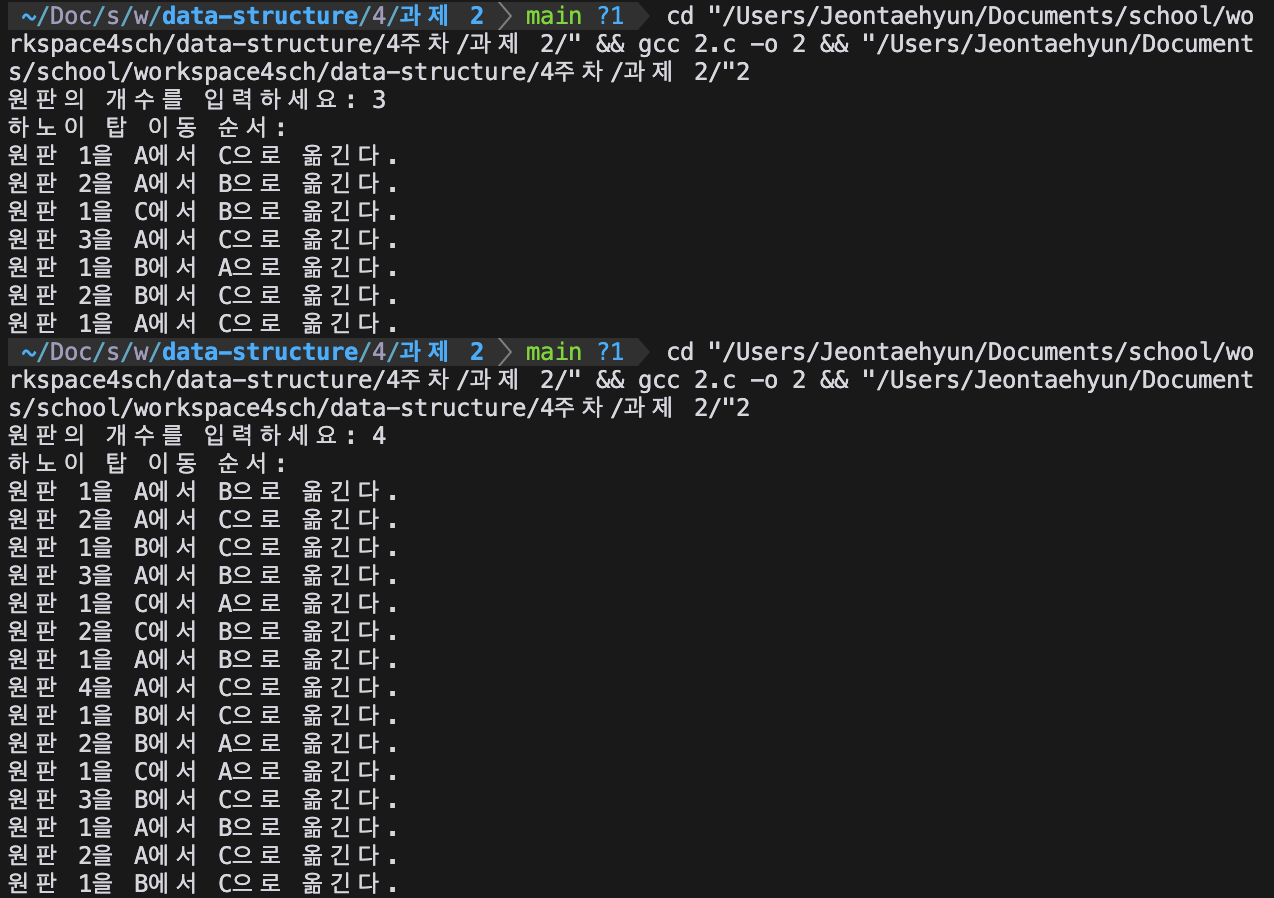 ~/Doc/s/w/data-structure/4/과제 2 > main ?1 cd "/Users/Jeontaehyun/Documents/school/wo
rkspace4sch/data-structure/4주차/과제 2/" && gcc 2.c -o 2 && "/Users/Jeontaehyun/Document
s/school/workspace4sch/data-structure/4주차/과제 2/"2
원판의 개수를 입력하세요: 3
하노이 탑 이동 순서:
원판 1을 A에서 C으로 옮긴다.
원판 2을 A에서 B으로 옮긴다.
원판 1을 C에서 B으로 옮긴다.
원판 3을 A에서 C으로 옮긴다.
원판 1을 B에서 A으로 옮긴다.
원판 2을 B에서 C으로 옮긴다.
원판 1을 A에서 C으로 옮긴다.
~/Doc/s/w/data-structure/4/과제 2 > main ?1 cd "/Users/Jeontaehyun/Documents/school/wo
rkspace4sch/data-structure/4주차/과제 2/" && gcc 2.c -o 2 && "/Users/Jeontaehyun/Document
s/school/workspace4sch/data-structure/4주차/과제 2/"2
원판의 개수를 입력하세요: 4
하노이 탑 이동 순서:
원판 1을 A에서 B으로 옮긴다.
원판 2을 A에서 C으로 옮긴다.
원판 1을 B에서 C으로 옮긴다.
원판 3을 A에서 B으로 옮긴다.
원판 1을 C에서 A으로 옮긴다.
원판 2을 C에서 B으로 옮긴다.
원판 1을 A에서 B으로 옮긴다.
원판 4을 A에서 C으로 옮긴다.
원판 1을 B에서 C으로 옮긴다.
원판 2을 B에서 A으로 옮긴다.
원판 1을 C에서 A으로 옮긴다.
원판 3을 B에서 C으로 옮긴다.
원판 1을 A에서 B으로 옮긴다.
원판 2을 A에서 C으로 옮긴다.
원판 1을 B에서 C으로 옮긴다.